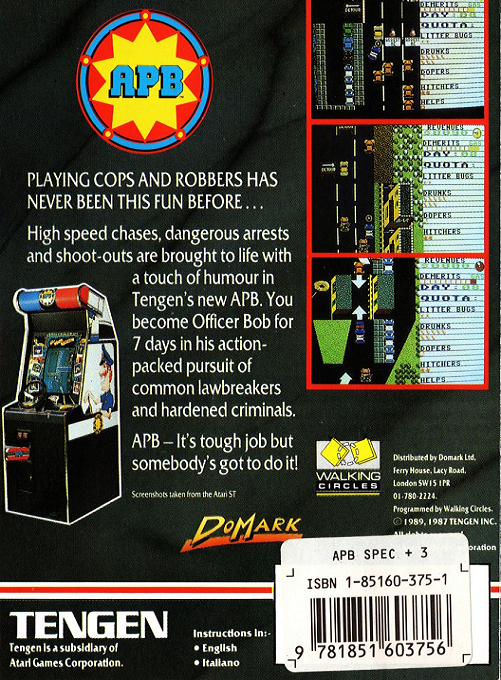 APB
PLAYING COPS AND ROBBERS HAS
NEVER BEEN THIS FUN BEFORE . . .
High speed chases, dangerous arrests
and shoot-outs are brought to life with
a touch of humour in
Tengen's new APB. You
become Officer Bob for
7 days in his action-
packed pursuit of
common lawbreakers
and hardened criminals.
APB – It's tough job but
somebody's got to do it!
Screenshots taken from the Atari ST
DEMERITS
DAY
QUOTA
LITTER BUGS
DRUNKS
DOPERS
HITCHERS
HELPS
REVENUES
DEMERITS
DAY
QUOTA
LITTER BUGS
DRUNKS
DOPERS
HITCHERS
REVENUES
DEMERITS
DAY
QUOTA
LITTER BUGS
DRUNKS
DOPERS
HITCHERS
HELPS
WALKING
CIRCLES
DOMARK
Distributed by Domark Ltd,
Ferry House, Lacy Road,
London SW15 1PR
01-780-2224.
Programmed by Walking Circles.
© 1989, 1987 TENGEN INC.
APB SPEC + 3
ISBN 1-85160-375-1
9 781851 603756
TENGEN
Tengen is a subsidiary of
Atari Games Corporation.
Instructions In:-
• English
• Italiano